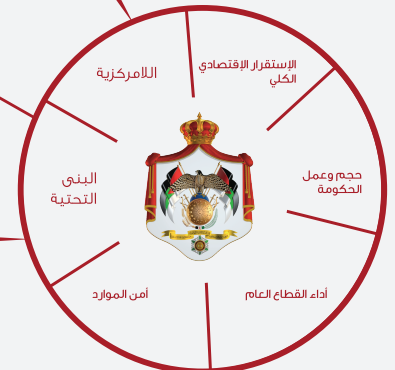 الإستقرار الإقتصادي
الكلي
اللامركزية
حجم وعمل
الحكومة
البنى
التحتية
أداء القطاع العام
أمن الموارد